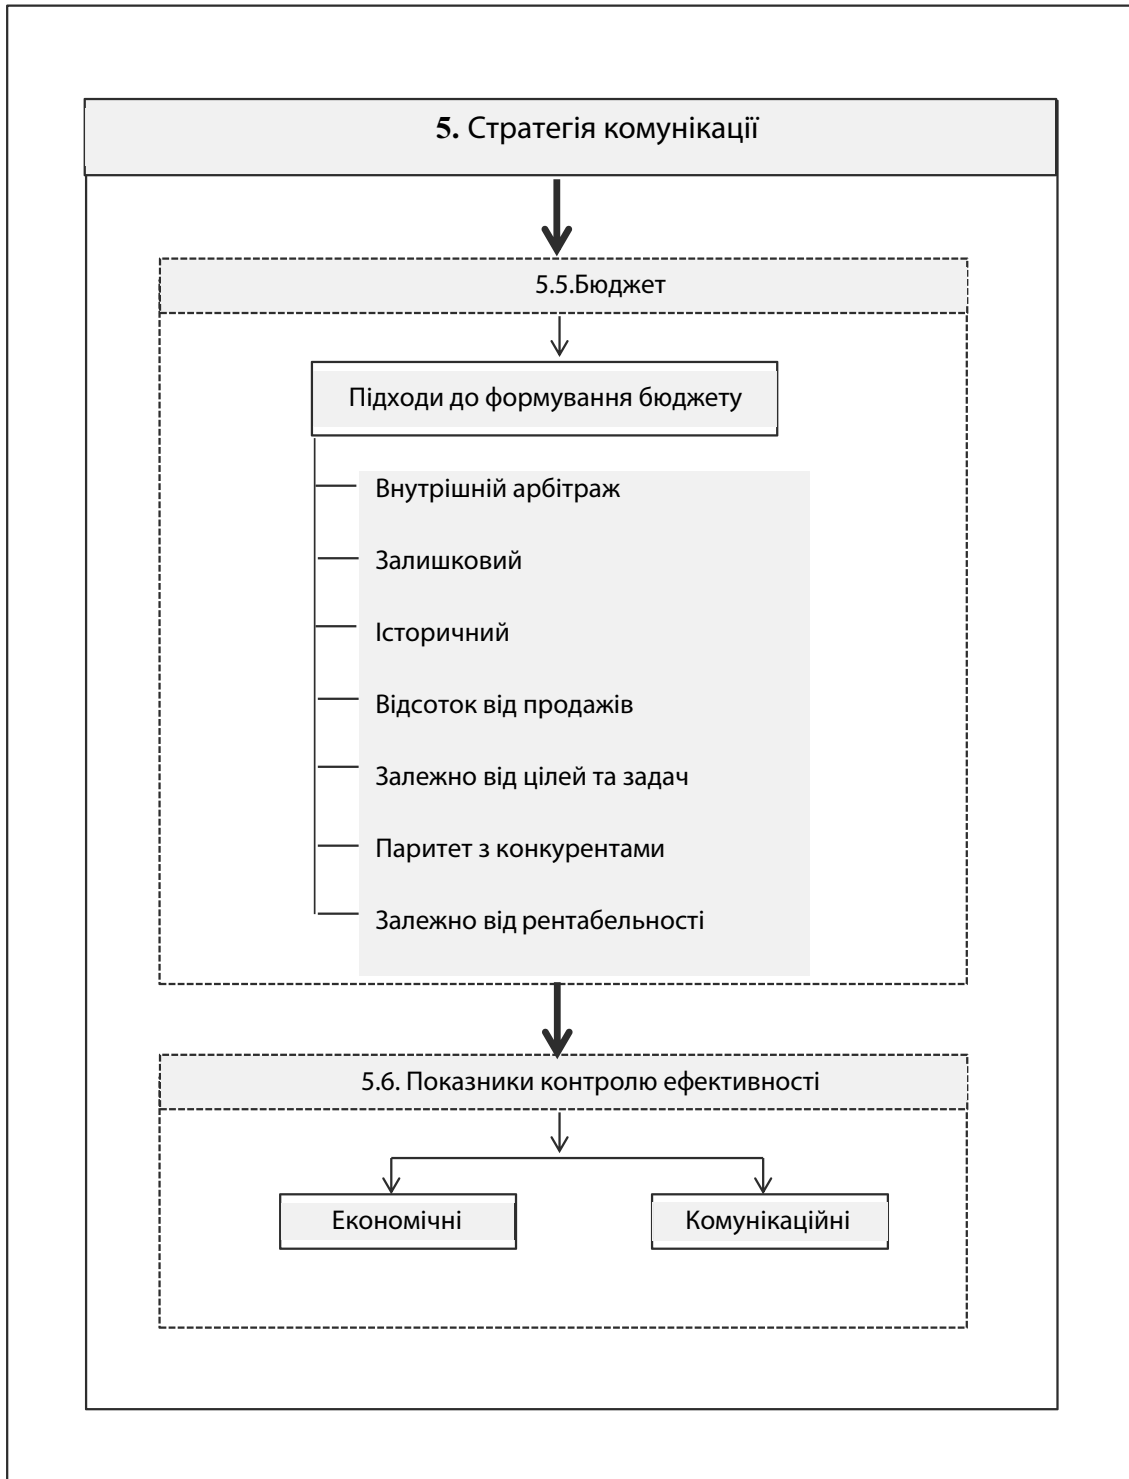 5. Стратегія комунікації
5.5.Бюджет
Підходи до формування бюджету
Внутрішній арбітраж
Залишковий
Історичний
Відсоток від продажів
Залежно від цілей та задач
Паритет з конкурентами
Залежно від рентабельності
5.6. Показники контролю ефективності
Економічні
Комунікаційні